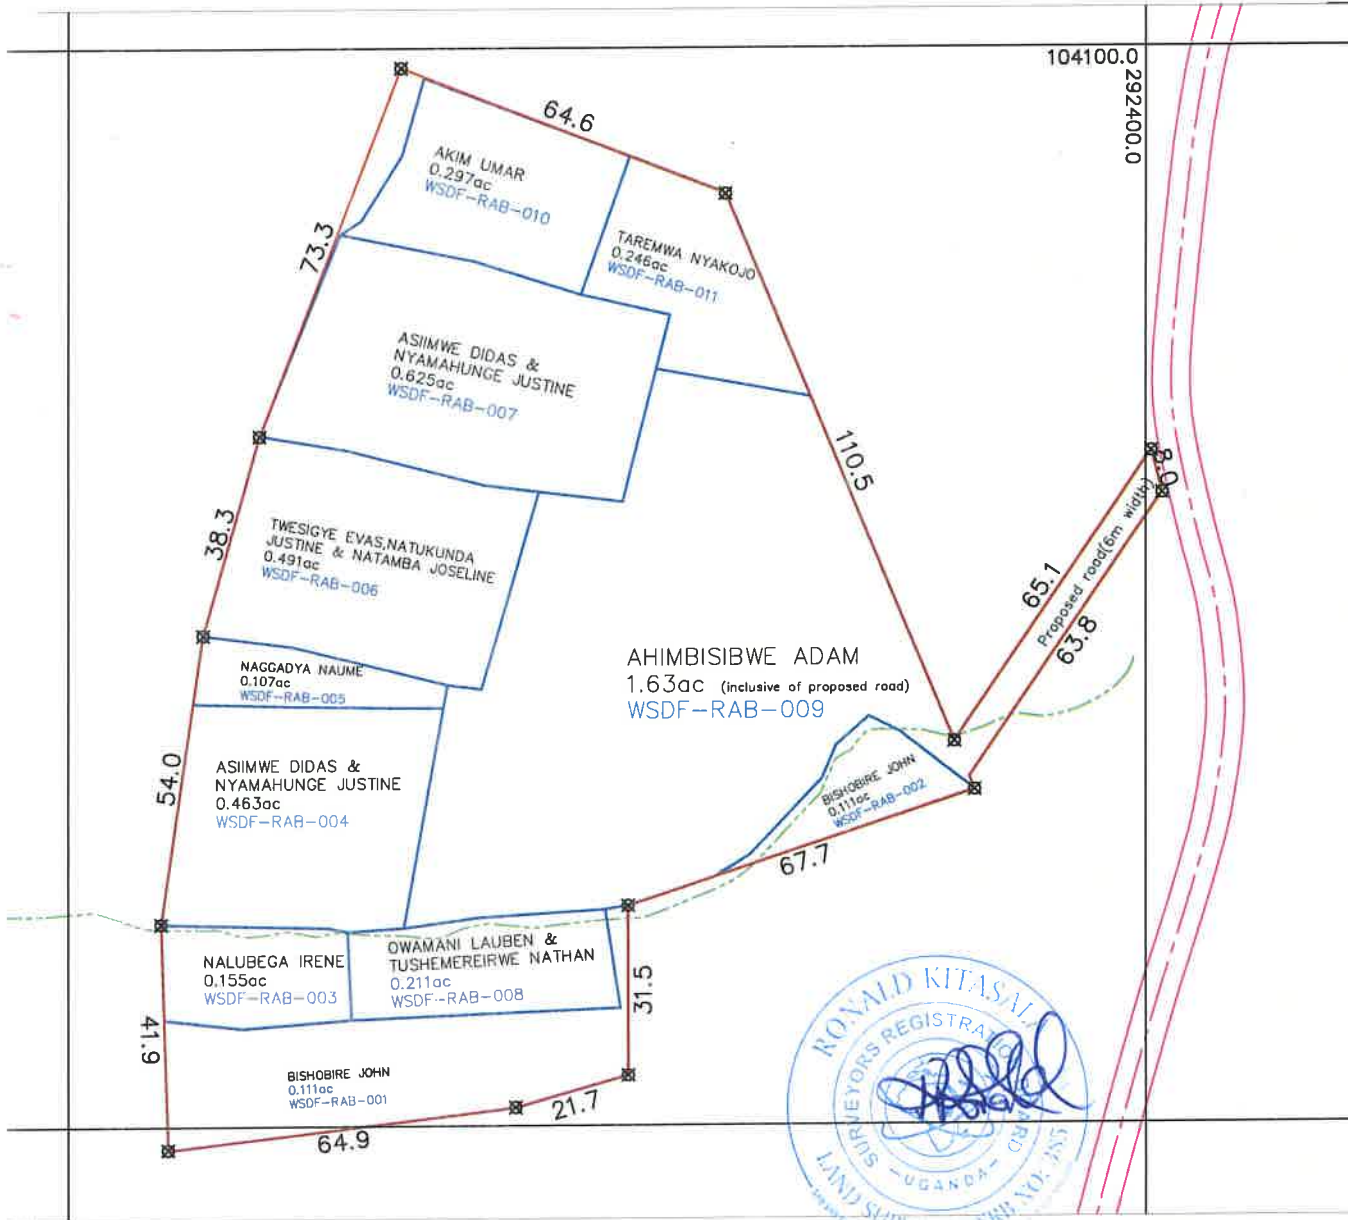 104100.0
292400.0
64.6
AKIM UMAR
0.297ac
WSDF-RAB-010
73.3
TAREMWA NYAKOJO
0.246ac
WSDF-RAB-011
ASIIMWE DIDAS &
NYAMAHUNGE JUSTINE
0.625ac
WSDF-RAB-007
110.5
8.0
38.3
TWESIGYE EVAS,NATUKUNDA
JUSTINE & NATAMBA JOSELINE
0.491ac
WSDF-RAB-006
65.1
Proposed road(6m width)
63.8
NAGGADYA NAUME
0.107ac
WSDF-RAB-005
AHIMBISIBWE ADAM
1.63ac (inclusive of proposed road)
WSDF-RAB-009
54.0
ASIIMWE DIDAS &
NYAMAHUNGE JUSTINE
0.463ac
WSDF-RAB-004
BISHOBIRE JOHN
0.111ac
WSDF-RAB-002
67.7
NALUBEGA IRENE
0.155ac
WSDF-RAB-003
OWAMANI LAUBEN &
TUSHEMEREIRWE NATHAN
0.211ac
WSDF-RAB-008
31.5
41.9
BISHOBIRE JOHN
0.111ac
WSDF-RAB-001
21.7
64.9
RONALD
SURVEYORS
-UGANDA-
LAND
NO: